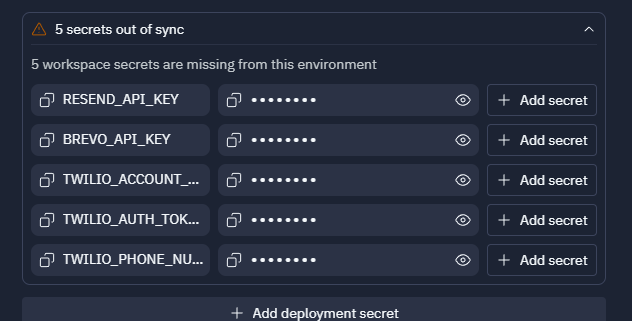 5 secrets out of sync
5 workspace secrets are missing from this environment
RESEND_API_KEY •••••••• Add secret
BREVO_API_KEY •••••••• Add secret
TWILIO_ACCOUNT_... •••••••• Add secret
TWILIO_AUTH_TOK... •••••••• Add secret
TWILIO_PHONE_NU... •••••••• Add secret
Add deployment secret